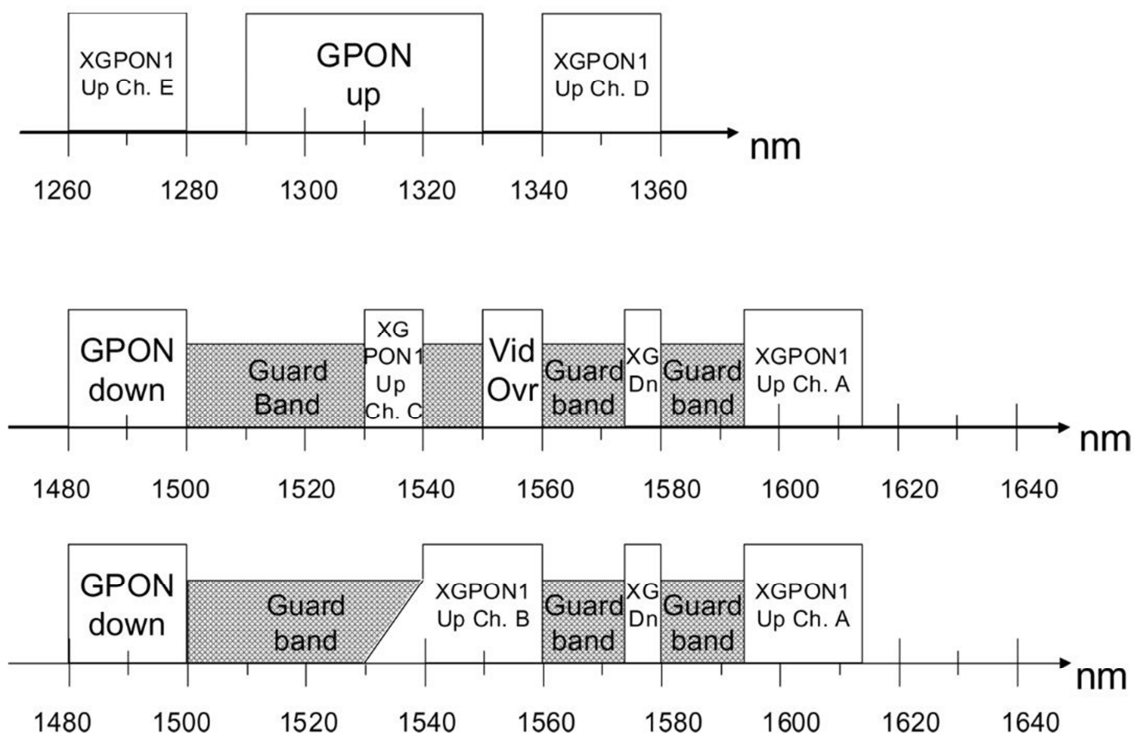 XGPON1
Up Ch. E
GPON
up
XGPON1
Up Ch. D
nm
1260
1280
1300
1320
1340
1360
GPON
down
Guard
Band
XG
PON1
Up
Ch. C
Vid
Ovr
Guard
band
XG
Dn
Guard
band
XGPON1
Up Ch. A
nm
1480
1500
1520
1540
1560
1580
1600
1620
1640
GPON
down
Guard
band
XGPON1
Up Ch. B
Guard
band
XG
Dn
Guard
band
XGPON1
Up Ch. A
nm
1480
1500
1520
1540
1560
1580
1600
1620
1640